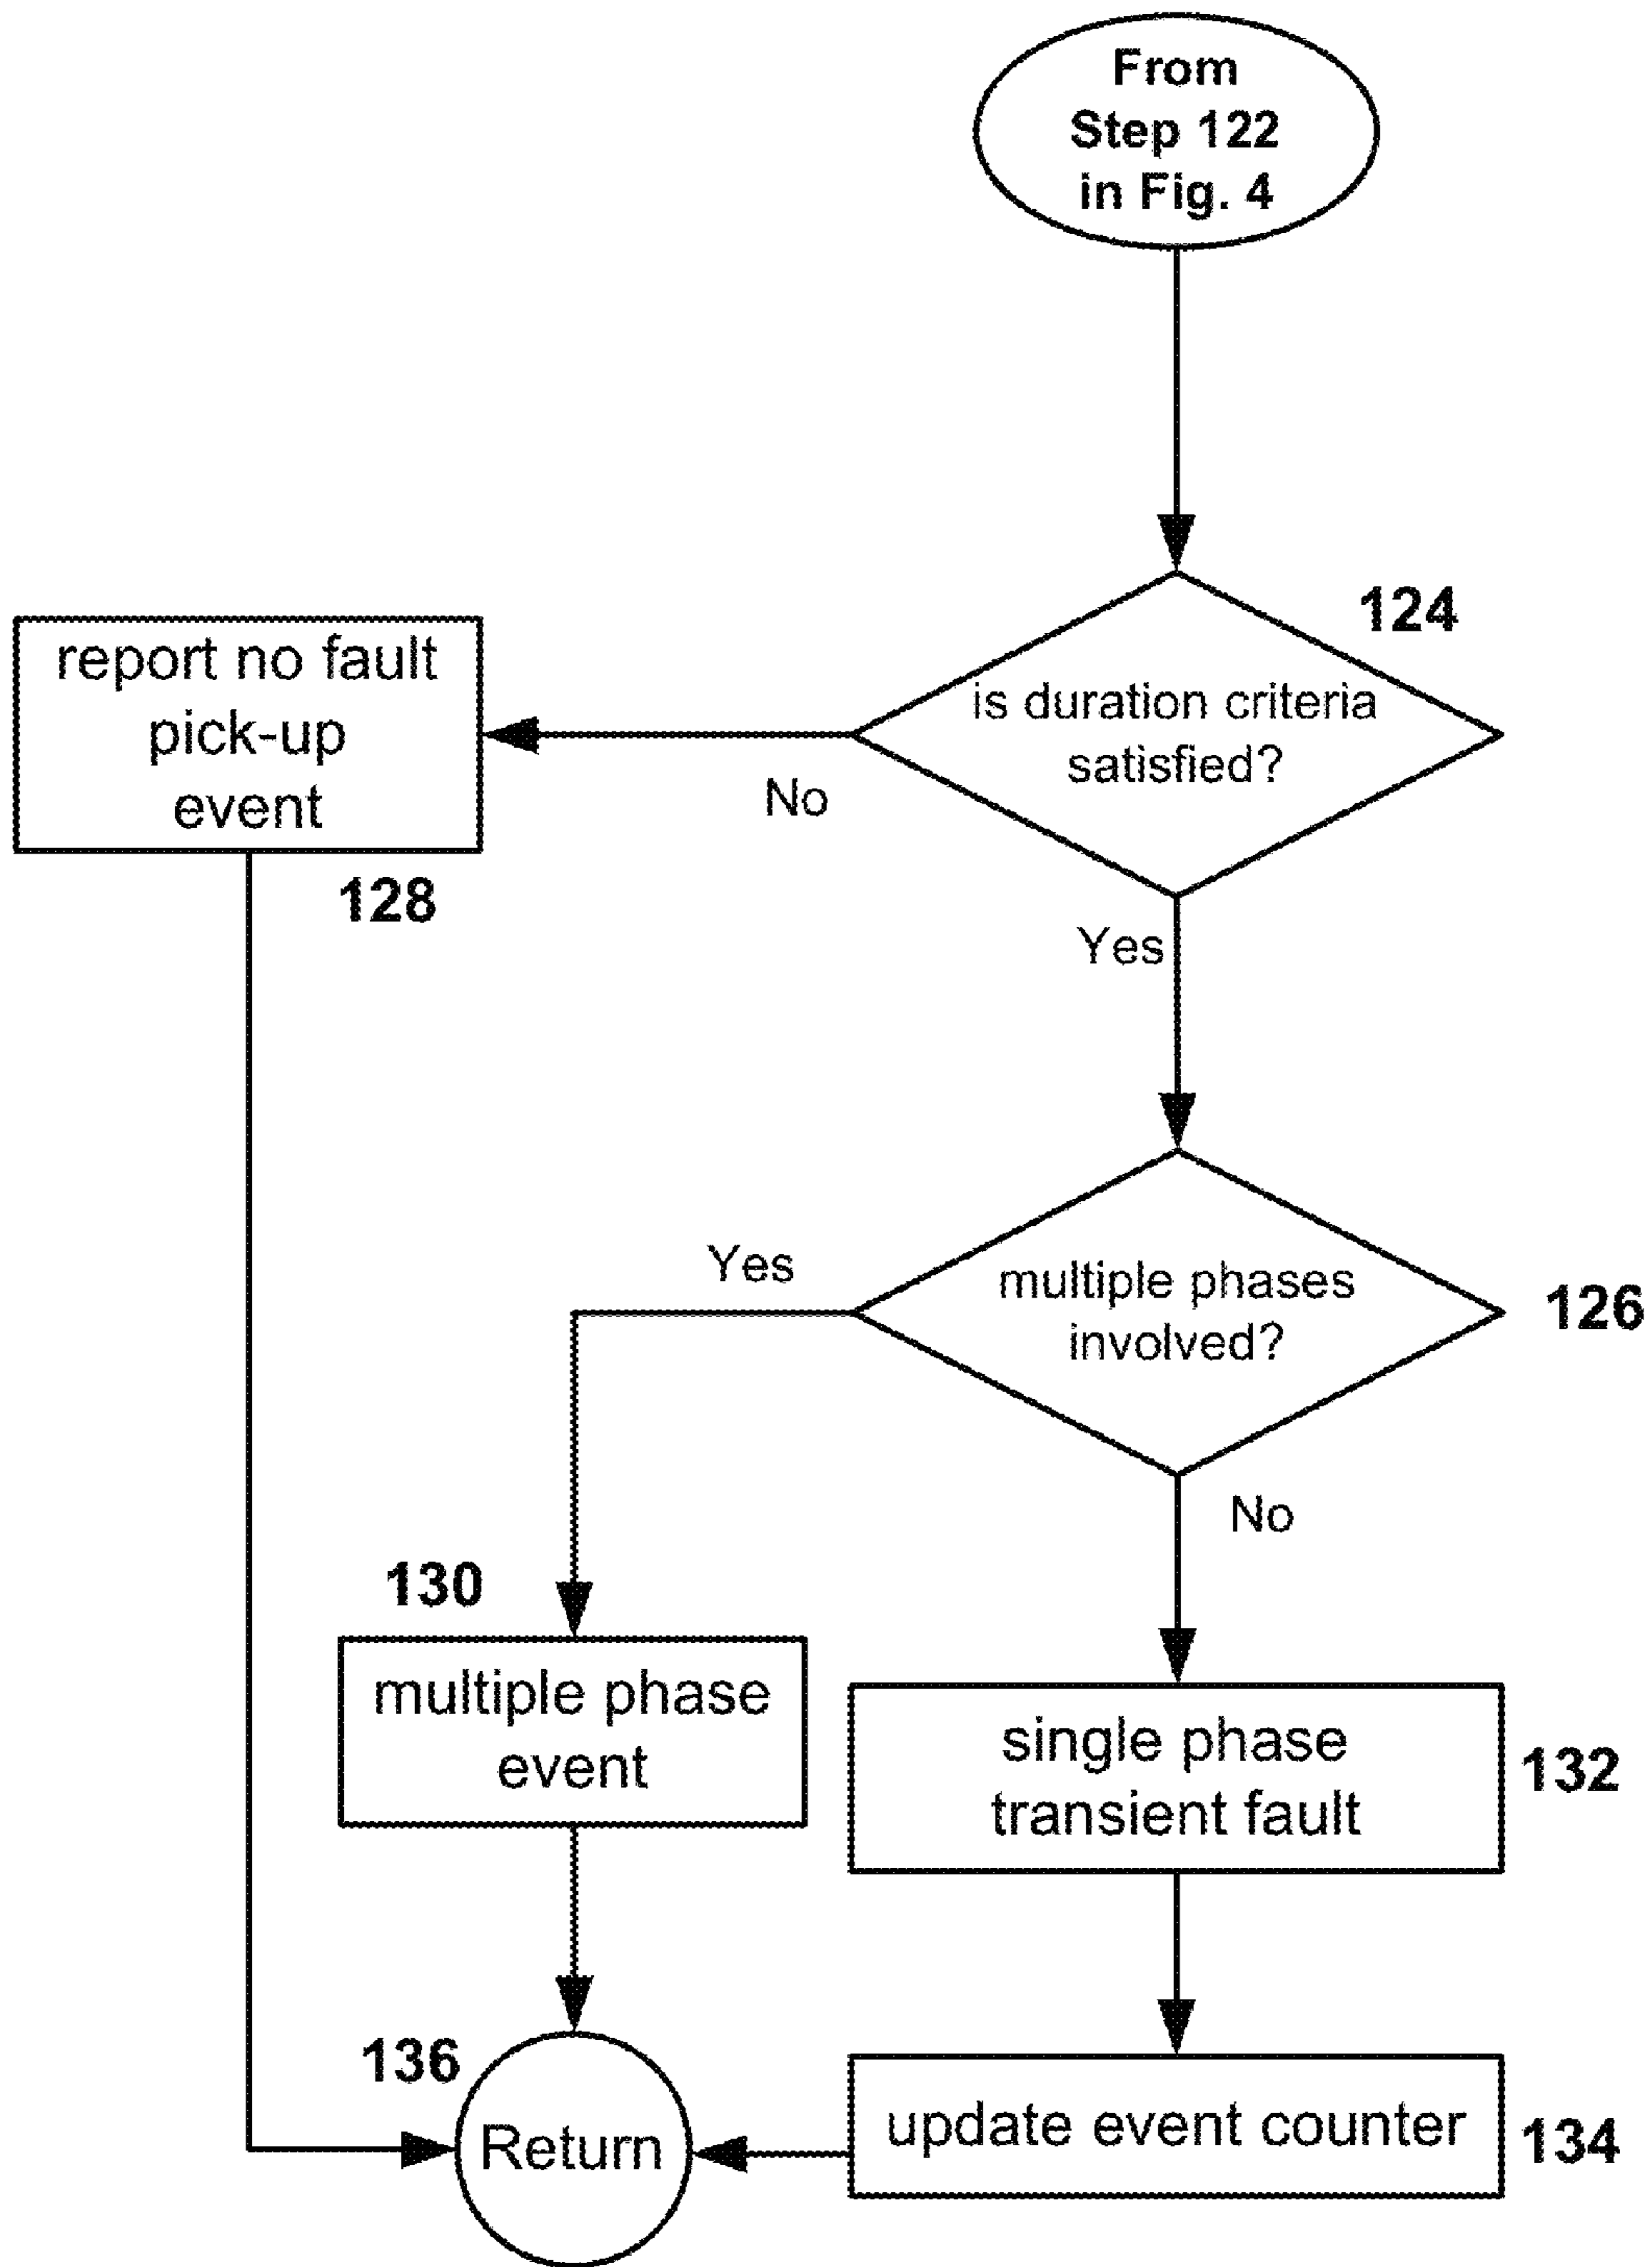 From
Step 122
in Fig. 4
124
is duration criteria
satisfied?
No
Yes
report no fault
pick-up
event
128
126
multiple phases
involved?
Yes
No
130
multiple phase
event
single phase
transient fault
132
136
Return
update event counter
134